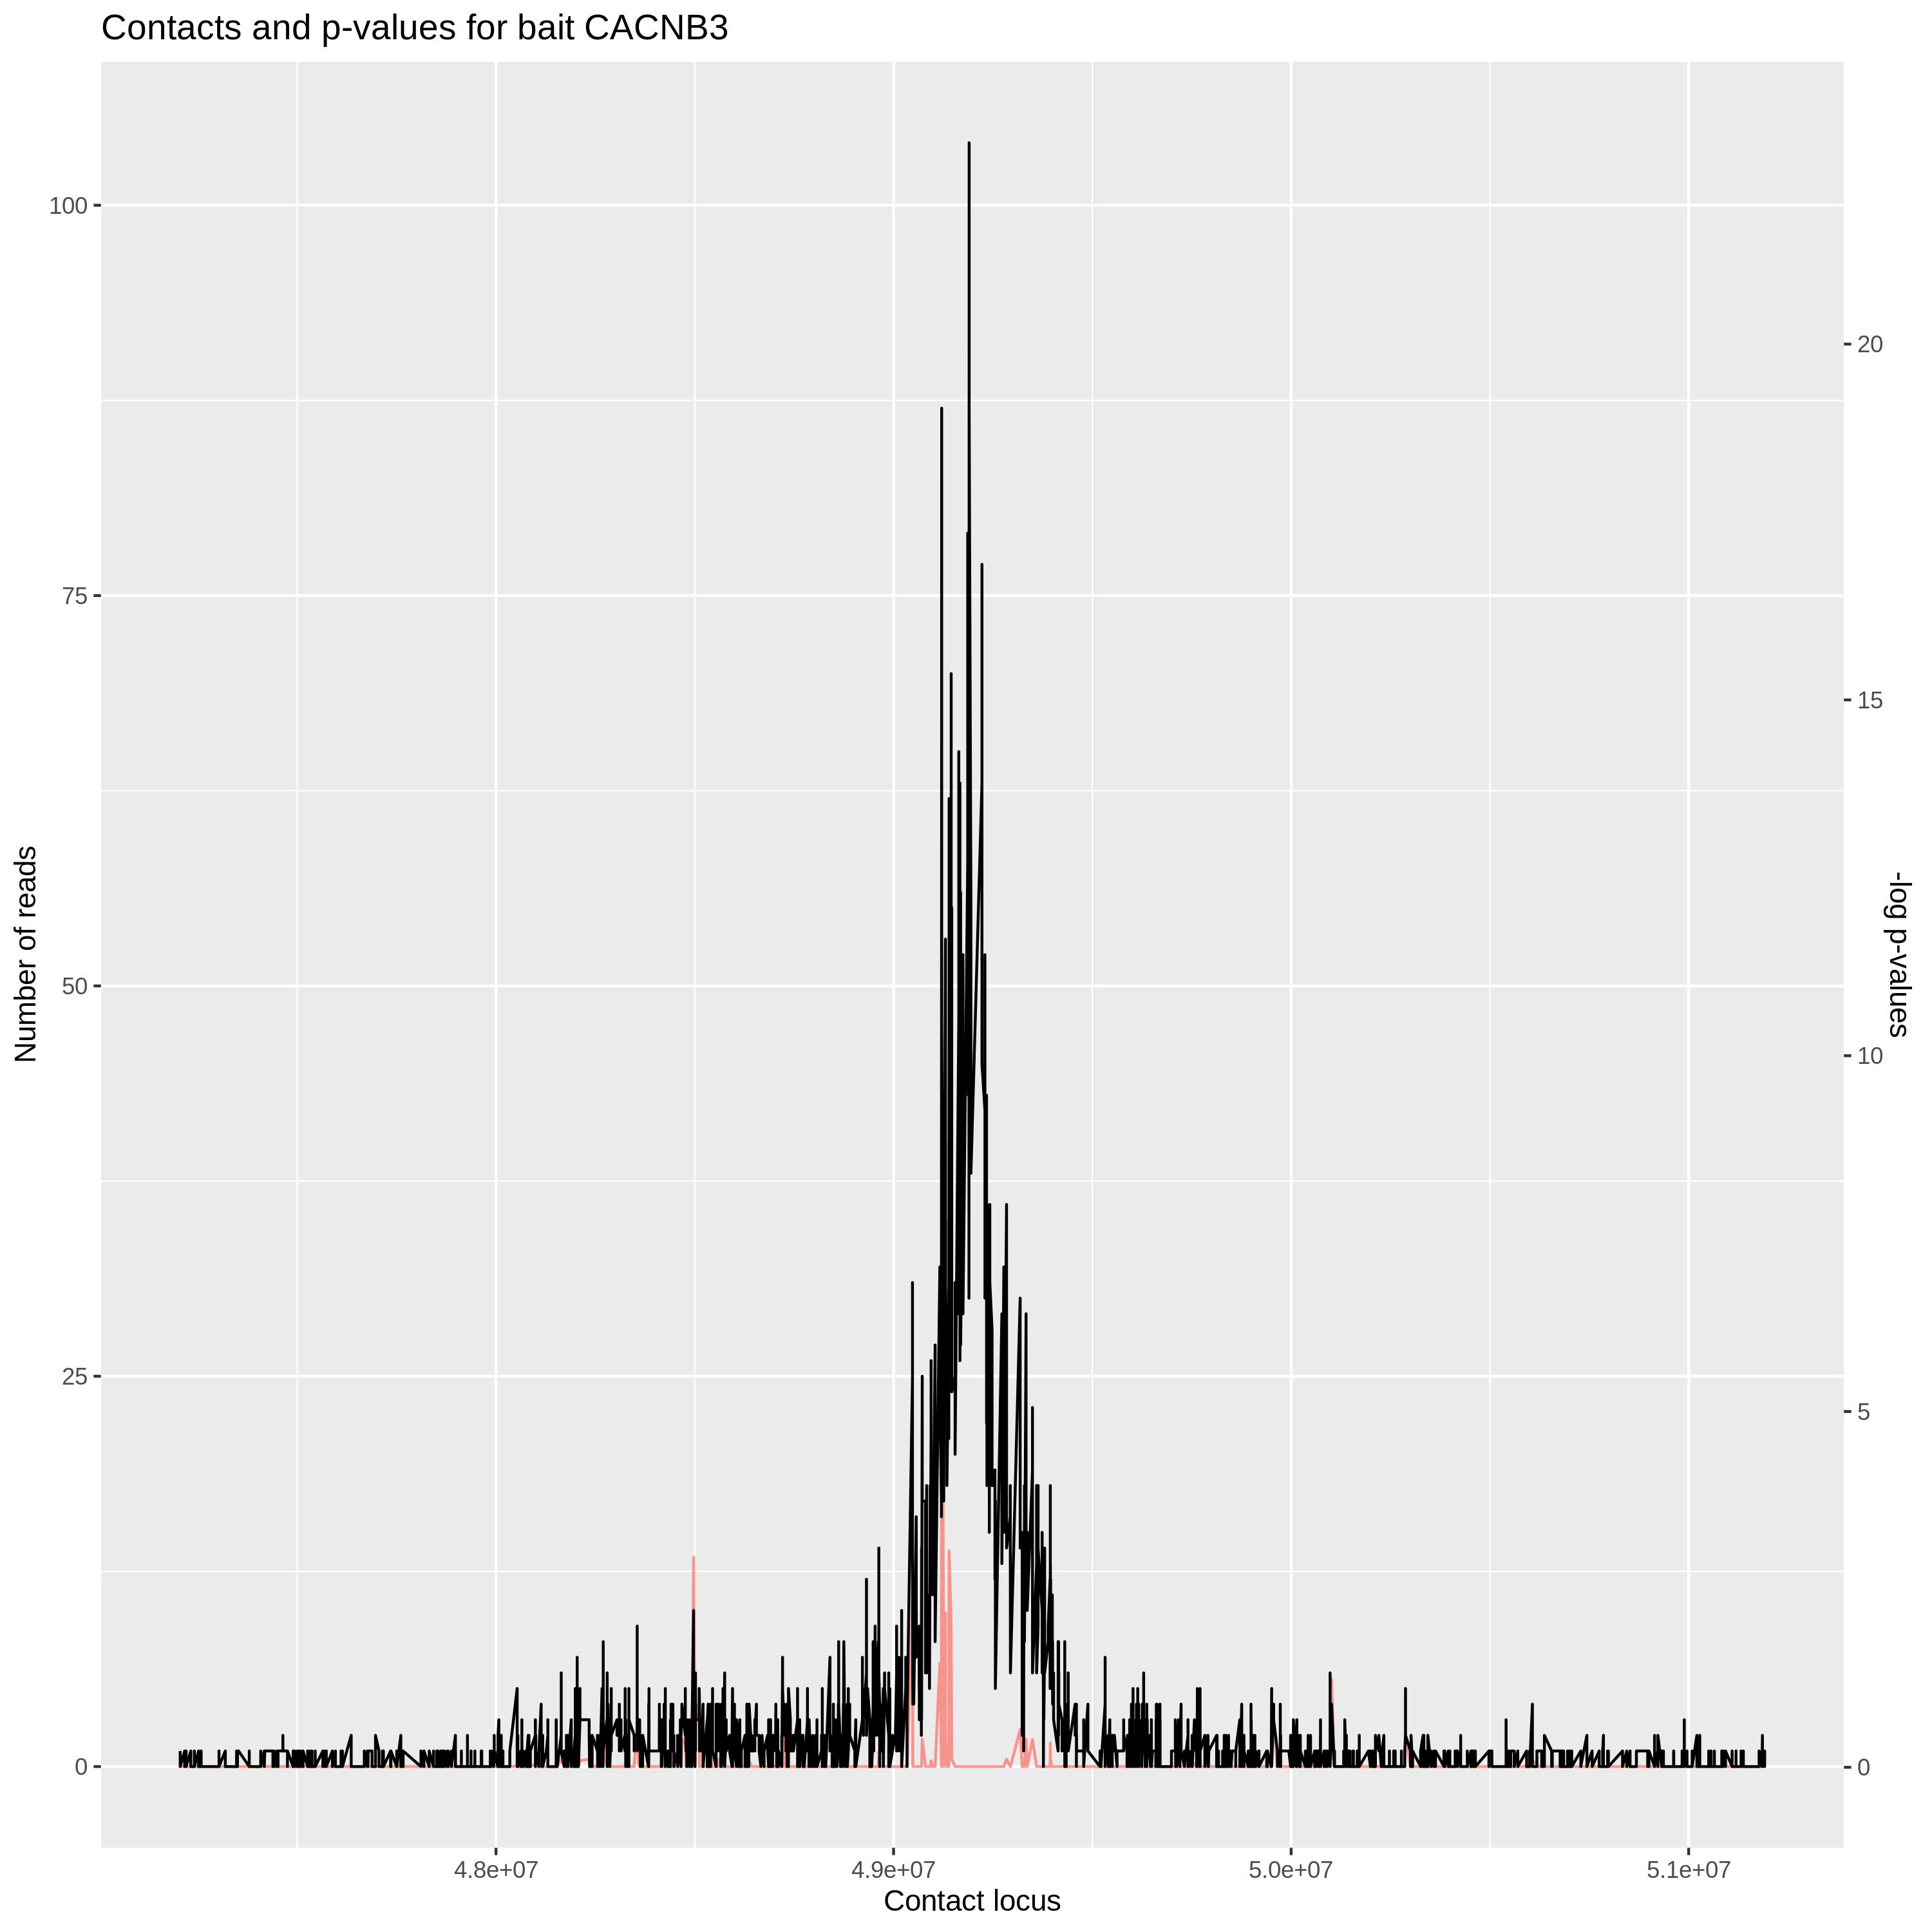 Contacts and p-values for bait CACNB3
100
75
50
25
0
Number of reads
20
15
10
5
0
-log p-values
4.8e+07
4.9e+07
5.0e+07
5.1e+07
Contact locus